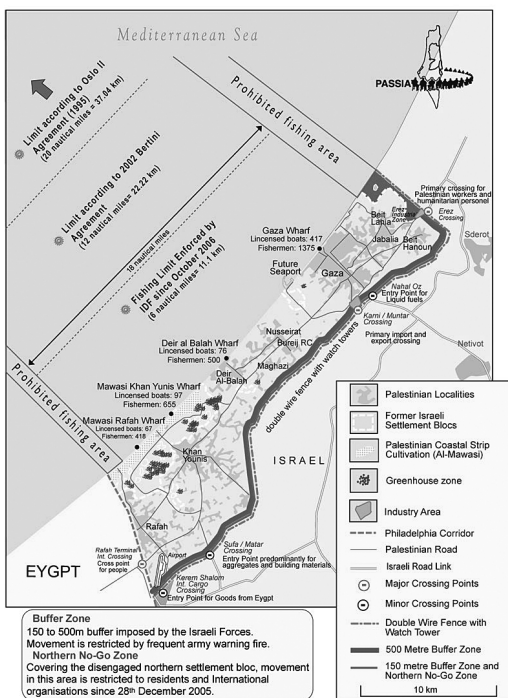 Mediterranean Sea
PASSIA
Limit according to Oslo II
Agreement (1995)
(20 nautical miles = 37.04 km)
Limit according to 2002 Bertini
Agreement
(12 nautical miles= 22.22 km)
18 nautical miles
Fishing Limit Enforced by
IDF since October 2006
(6 nautical miles= 11.1 km)
Prohibited fishing area
Prohibited fishing area
Primary crossing for
Palestinian workers and
humanitarian personel
Erez
Crossing
Erez
Industrial
Zone
Beit
Lahia
Jabalia
Beit
Hanoun
Sderot
Gaza Wharf
Lincensed boats: 417
Fishermen: 1375
Future
Seaport
Gaza
Nahal Oz
Entry Point for
Liquid fuels
Karni / Muntar
Crossing
Primary import and
export crossing
Netivot
double wire fence with watch towers
Nusseirat
Bureij RC
Maghazi
Deir al Balah Wharf
Lincensed boats: 76
Fishermen: 500
Deir
Al-Balah
Mawasi Khan Yunis Wharf
Lincensed boats: 97
Fishermen: 655
Mawasi Rafah Wharf
Lincensed boats: 67
Fishermen: 418
Khan
Younis
ISRAEL
Rafah
Rafah Terminal
Int. Crossing
Cross point
for people
Airport
Sufa / Matar
Crossing
Entry Point predominantly for
aggregates and building materials
EYGPT
Kerem Shalom
Int. Cargo
Crossing
Entry Point for Goods from Eygpt
Palestinian Localities
Former Israeli
Settlement Blocs
Palestinian Coastal Strip
Cultivation (Al-Mawasi)
Greenhouse zone
Industry Area
Philadelphia Corridor
Palestinian Road
Israeli Road Link
Major Crossing Points
Minor Crossing Points
Double Wire Fence with
Watch Tower
500 Metre Buffer Zone
150 metre Buffer Zone and
Northern No-Go Zone
10 km
Buffer Zone
150 to 500m buffer imposed by the Israeli Forces.
Movement is restricted by frequent army warning fire.
Northern No-Go Zone
Covering the disengaged northern settlement bloc, movement
in this area is restricted to residents and International
organisations since 28th December 2005.